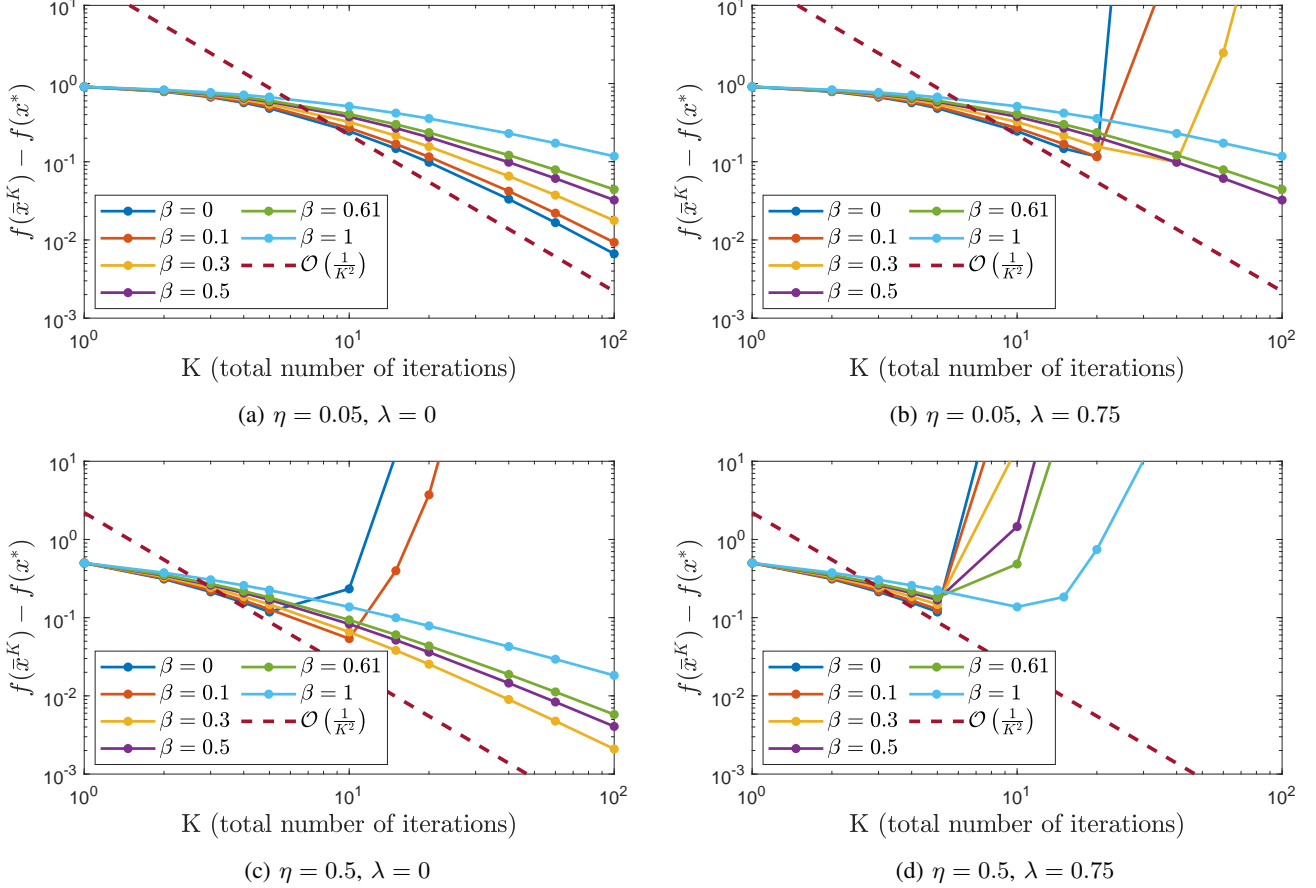 10^1
10^0
10^-1
10^-2
10^-3
f(x̄^K) − f(x*)
β = 0
β = 0.1
β = 0.3
β = 0.5
β = 0.61
β = 1
O(1/K^2)
10^0
10^1
10^2
K (total number of iterations)
(a) η = 0.05, λ = 0
10^1
10^0
10^-1
10^-2
10^-3
f(x̄^K) − f(x*)
β = 0
β = 0.1
β = 0.3
β = 0.5
β = 0.61
β = 1
O(1/K^2)
10^0
10^1
10^2
K (total number of iterations)
(b) η = 0.05, λ = 0.75
10^1
10^0
10^-1
10^-2
10^-3
f(x̄^K) − f(x*)
β = 0
β = 0.1
β = 0.3
β = 0.5
β = 0.61
β = 1
O(1/K^2)
10^0
10^1
10^2
K (total number of iterations)
(c) η = 0.5, λ = 0
10^1
10^0
10^-1
10^-2
10^-3
f(x̄^K) − f(x*)
β = 0
β = 0.1
β = 0.3
β = 0.5
β = 0.61
β = 1
O(1/K^2)
10^0
10^1
10^2
K (total number of iterations)
(d) η = 0.5, λ = 0.75